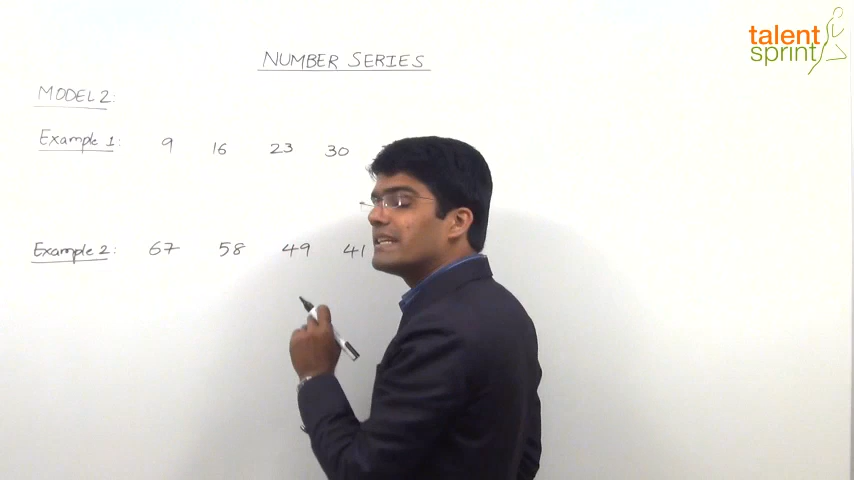 talent
sprint
NUMBER SERIES
MODEL 2:
Example 1: 9 16 23 30
Example 2: 67 58 49 41